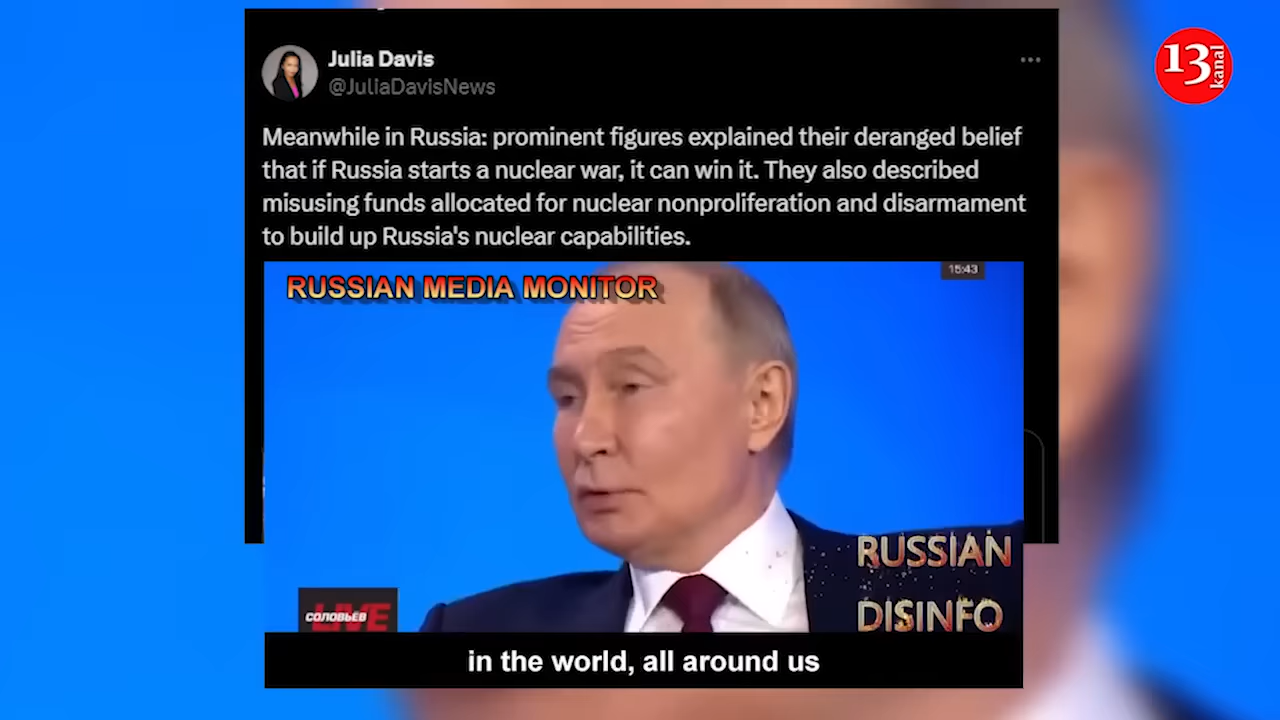 Julia Davis
@JuliaDavisNews
13
kanal
Meanwhile in Russia: prominent figures explained their deranged belief
that if Russia starts a nuclear war, it can win it. They also described
misusing funds allocated for nuclear nonproliferation and disarmament
to build up Russia's nuclear capabilities.
RUSSIAN MEDIA MONITOR
15:43
RUSSIAN
DISINFO
СОЛОВЬЁВ
LIVE
in the world, all around us